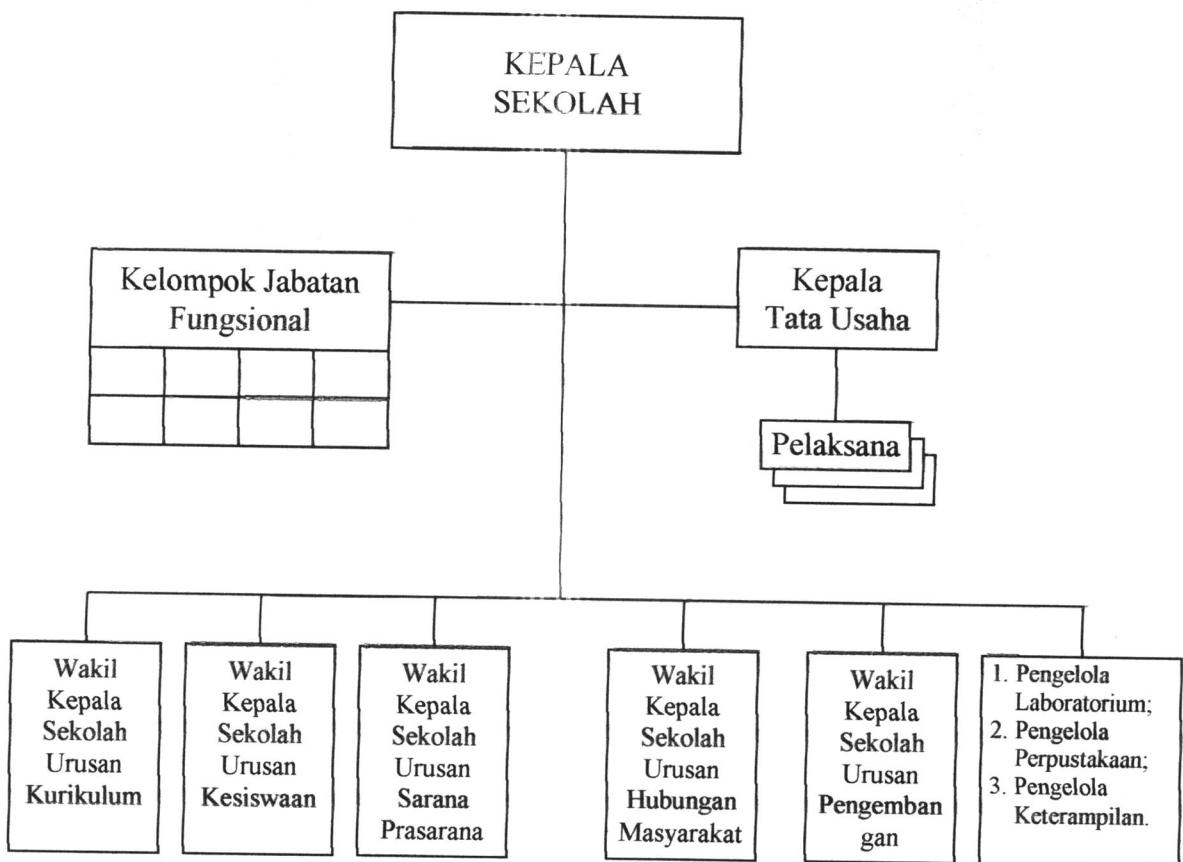 KEPALA
SEKOLAH
Kelompok Jabatan
Fungsional
Kepala
Tata Usaha
Pelaksana
Wakil
Kepala
Sekolah
Urusan
Kurikulum
Wakil
Kepala
Sekolah
Urusan
Kesiswaan
Wakil
Kepala
Sekolah
Urusan
Sarana
Prasarana
Wakil
Kepala
Sekolah
Urusan
Hubungan
Masyarakat
Wakil
Kepala
Sekolah
Urusan
Pengemban
gan
1. Pengelola
Laboratorium;
2. Pengelola
Perpustakaan;
3. Pengelola
Keterampilan.